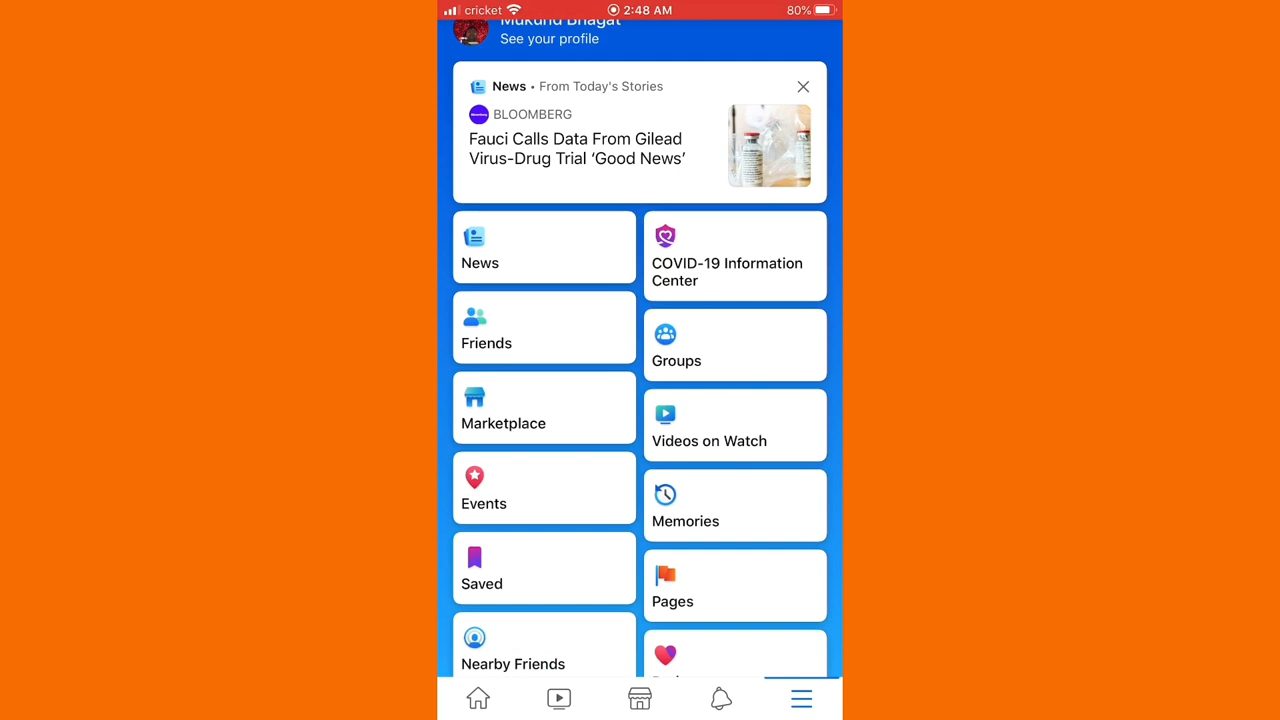 cricket 2:48 AM 80%
Mukund Bhagat
See your profile
News • From Today's Stories
BLOOMBERG
Fauci Calls Data From Gilead
Virus-Drug Trial ‘Good News’
News
COVID-19 Information
Center
Friends
Groups
Marketplace
Videos on Watch
Events
Memories
Saved
Pages
Nearby Friends